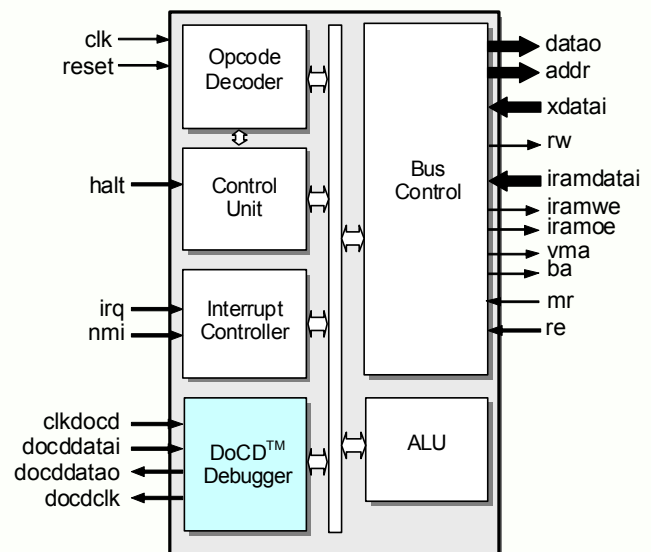 clk
reset
Opcode
Decoder
halt
Control
Unit
irq
nmi
Interrupt
Controller
clkdocd
docddatai
docddatao
docdclk
DoCD™
Debugger
Bus
Control
ALU
datao
addr
xdatai
rw
iramdatai
iramwe
iramoe
vma
ba
mr
re